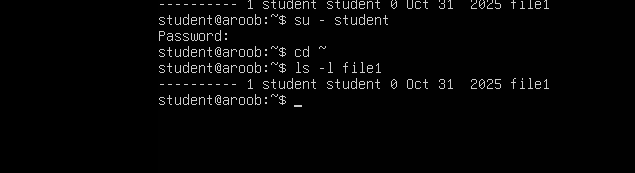 ---------- 1 student student 0 Oct 31  2025 file1
student@aroob:~$ su - student
Password:
student@aroob:~$ cd ~
student@aroob:~$ ls -l file1
---------- 1 student student 0 Oct 31  2025 file1
student@aroob:~$ _